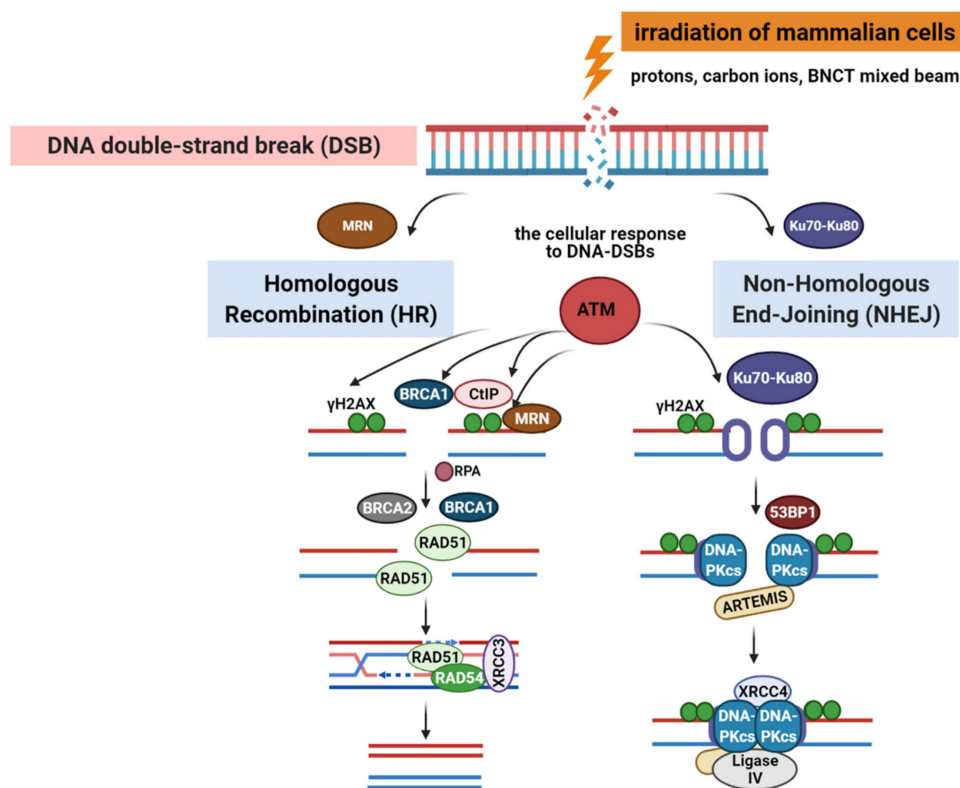 irradiation of mammalian cells
protons, carbon ions, BNCT mixed beam
DNA double-strand break (DSB)
MRN
Ku70-Ku80
the cellular response
to DNA-DSBs
Homologous
Recombination (HR)
Non-Homologous
End-Joining (NHEJ)
ATM
Ku70-Ku80
BRCA1
CtIP
γH2AX
MRN
γH2AX
RPA
BRCA2
BRCA1
53BP1
RAD51
RAD51
DNA-
PKcs
DNA-
PKcs
ARTEMIS
RAD51
RAD54
XRCC3
XRCC4
DNA-
PKcs
DNA-
PKcs
Ligase
IV